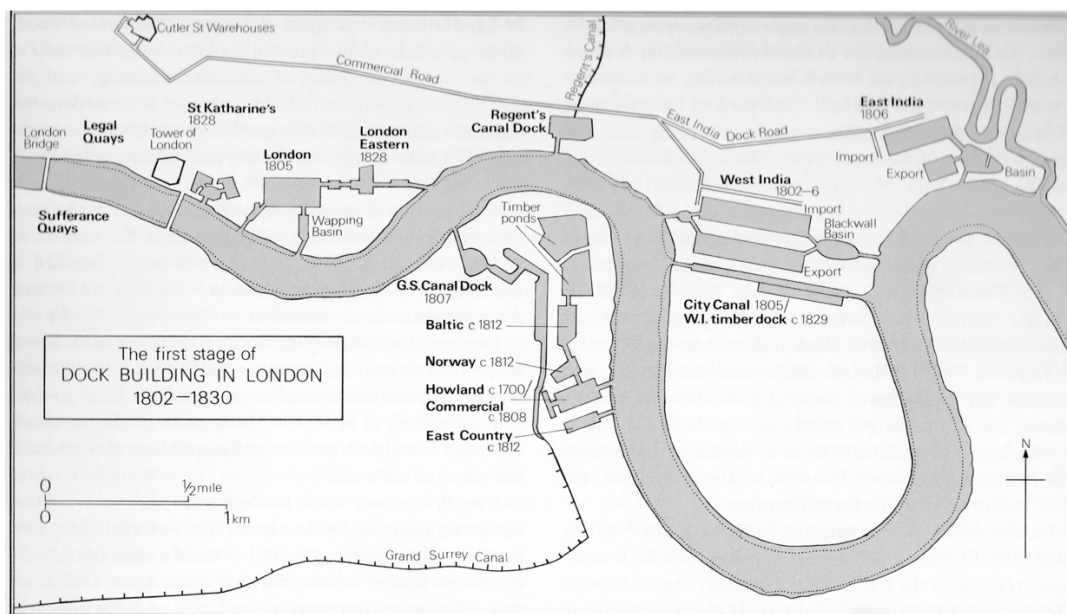 Cutler St Warehouses
Commercial Road
Regent's Canal
River Lea
St Katharine's
1828
Legal
Quays
London
Bridge
Tower of
London
London
1805
London
Eastern
1828
Regent's
Canal Dock
East India Dock Road
East India
1806
Import
Export
Basin
West India
1802–6
Import
Blackwall
Basin
Export
Sufferance
Quays
Wapping
Basin
Timber
ponds
G.S. Canal Dock
1807
City Canal 1805
W.I. timber dock c 1829
Baltic c 1812
Norway c 1812
Howland c 1700
Commercial
c 1808
East Country
c 1812
The first stage of
DOCK BUILDING IN LONDON
1802–1830
0 ½ mile
0 1 km
Grand Surrey Canal
N